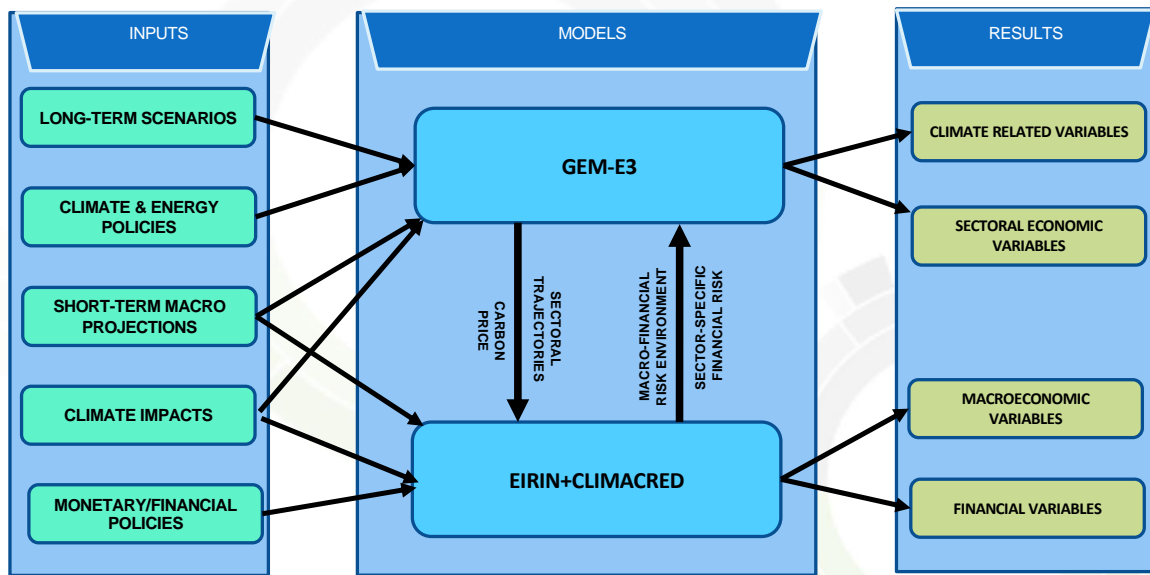 INPUTS
LONG-TERM SCENARIOS
CLIMATE & ENERGY
POLICIES
SHORT-TERM MACRO
PROJECTIONS
CLIMATE IMPACTS
MONETARY/FINANCIAL
POLICIES
MODELS
GEM-E3
CARBON
PRICE
SECTORAL
TRAJECTORIES
MACRO-FINANCIAL
RISK ENVIRONMENT
SECTOR-SPECIFIC
FINANCIAL RISK
EIRIN+CLIMACRED
RESULTS
CLIMATE RELATED VARIABLES
SECTORAL ECONOMIC
VARIABLES
MACROECONOMIC
VARIABLES
FINANCIAL VARIABLES